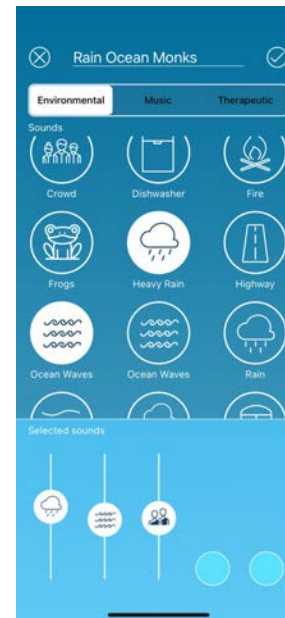 Rain Ocean Monks
Environmental Music Therapeutic
Sounds
Crowd Dishwasher Fire
Frogs Heavy Rain Highway
Ocean Waves Ocean Waves Rain
Selected sounds